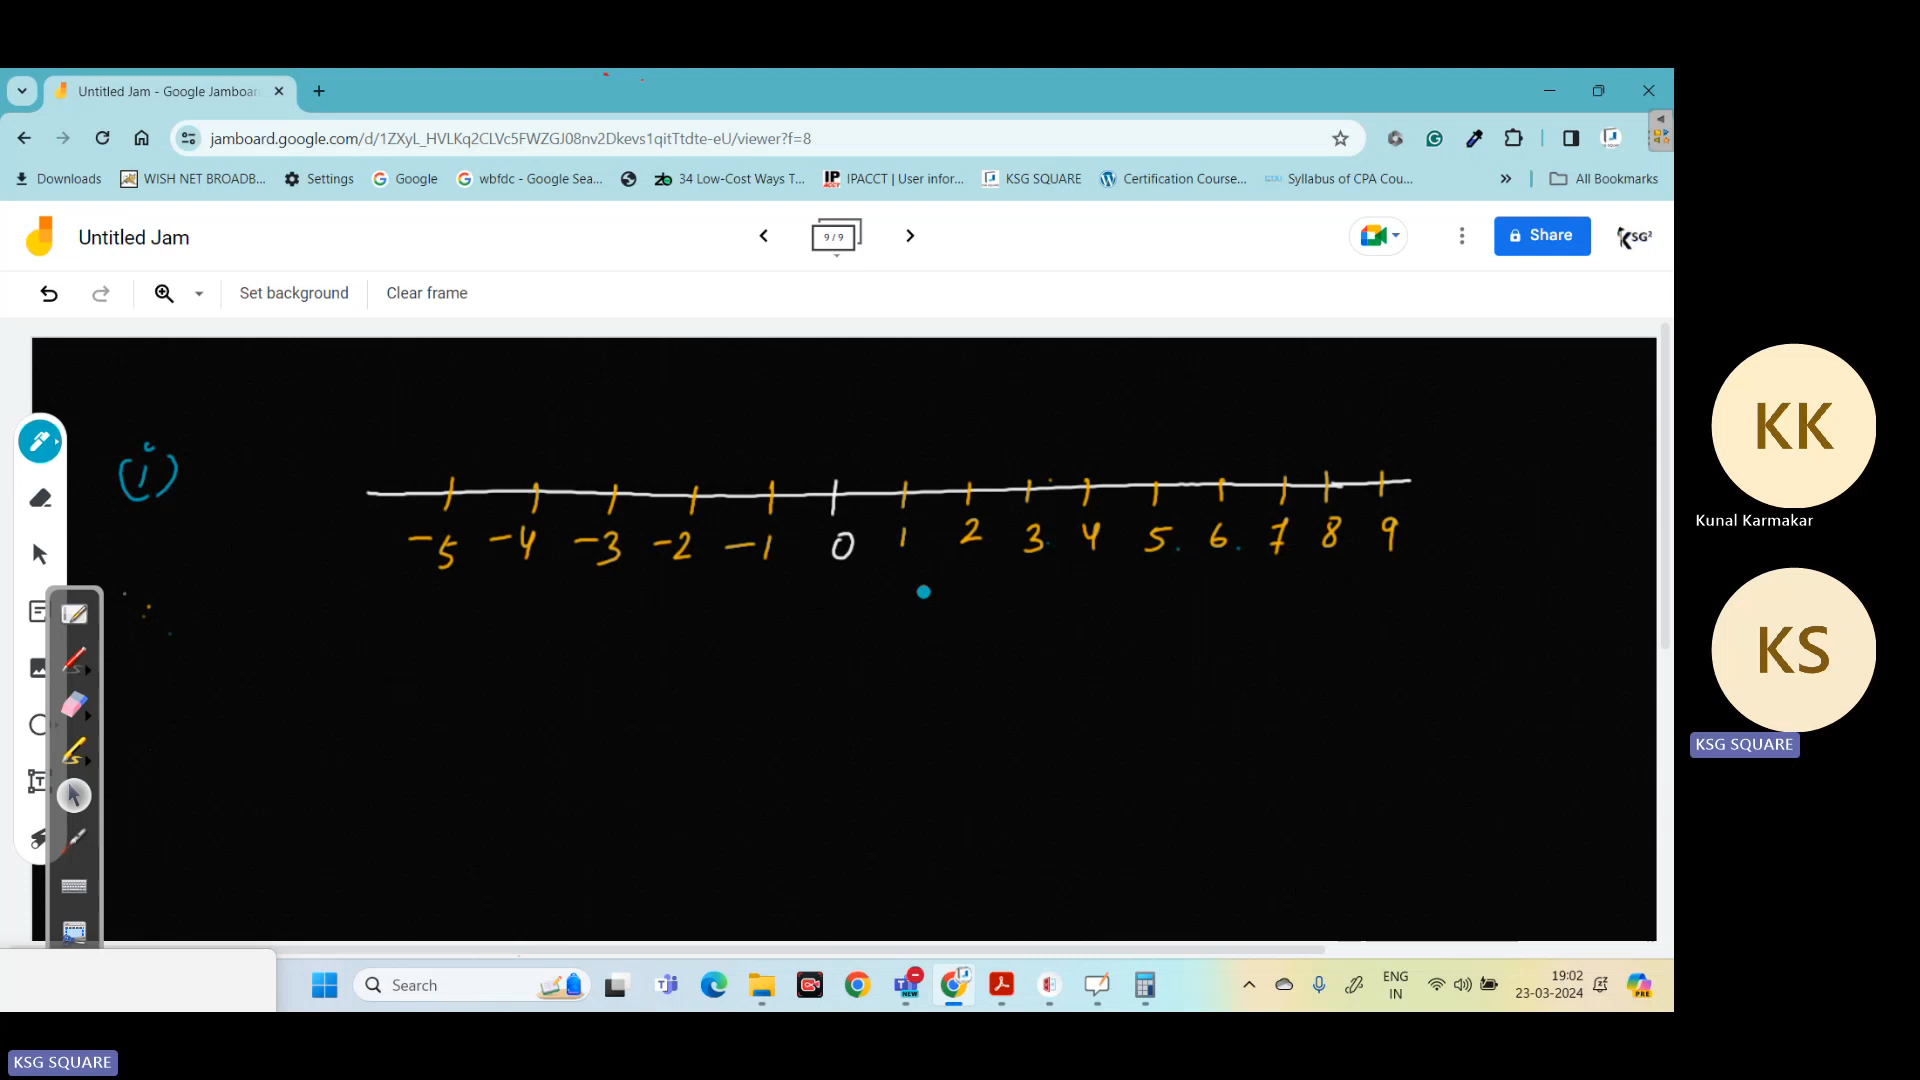 Untitled Jam - Google Jamboar
jamboard.google.com/d/1ZXyL_HVLKq2CLVc5FWZGJ08nv2Dkevs1qitTtdte-eU/viewer?f=8
Downloads WISH NET BROADB... Settings Google wbfdc - Google Sea... 34 Low-Cost Ways T... IPACCT | User infor... KSG SQUARE Certification Course... Syllabus of CPA Cou... » All Bookmarks
Untitled Jam 9 / 9 Share KSG²
Set background Clear frame
(i)
-5 -4 -3 -2 -1 0 1 2 3 4 5 6 7 8 9
KK
Kunal Karmakar
KS
KSG SQUARE
Search ENG IN 19:02 23-03-2024
KSG SQUARE